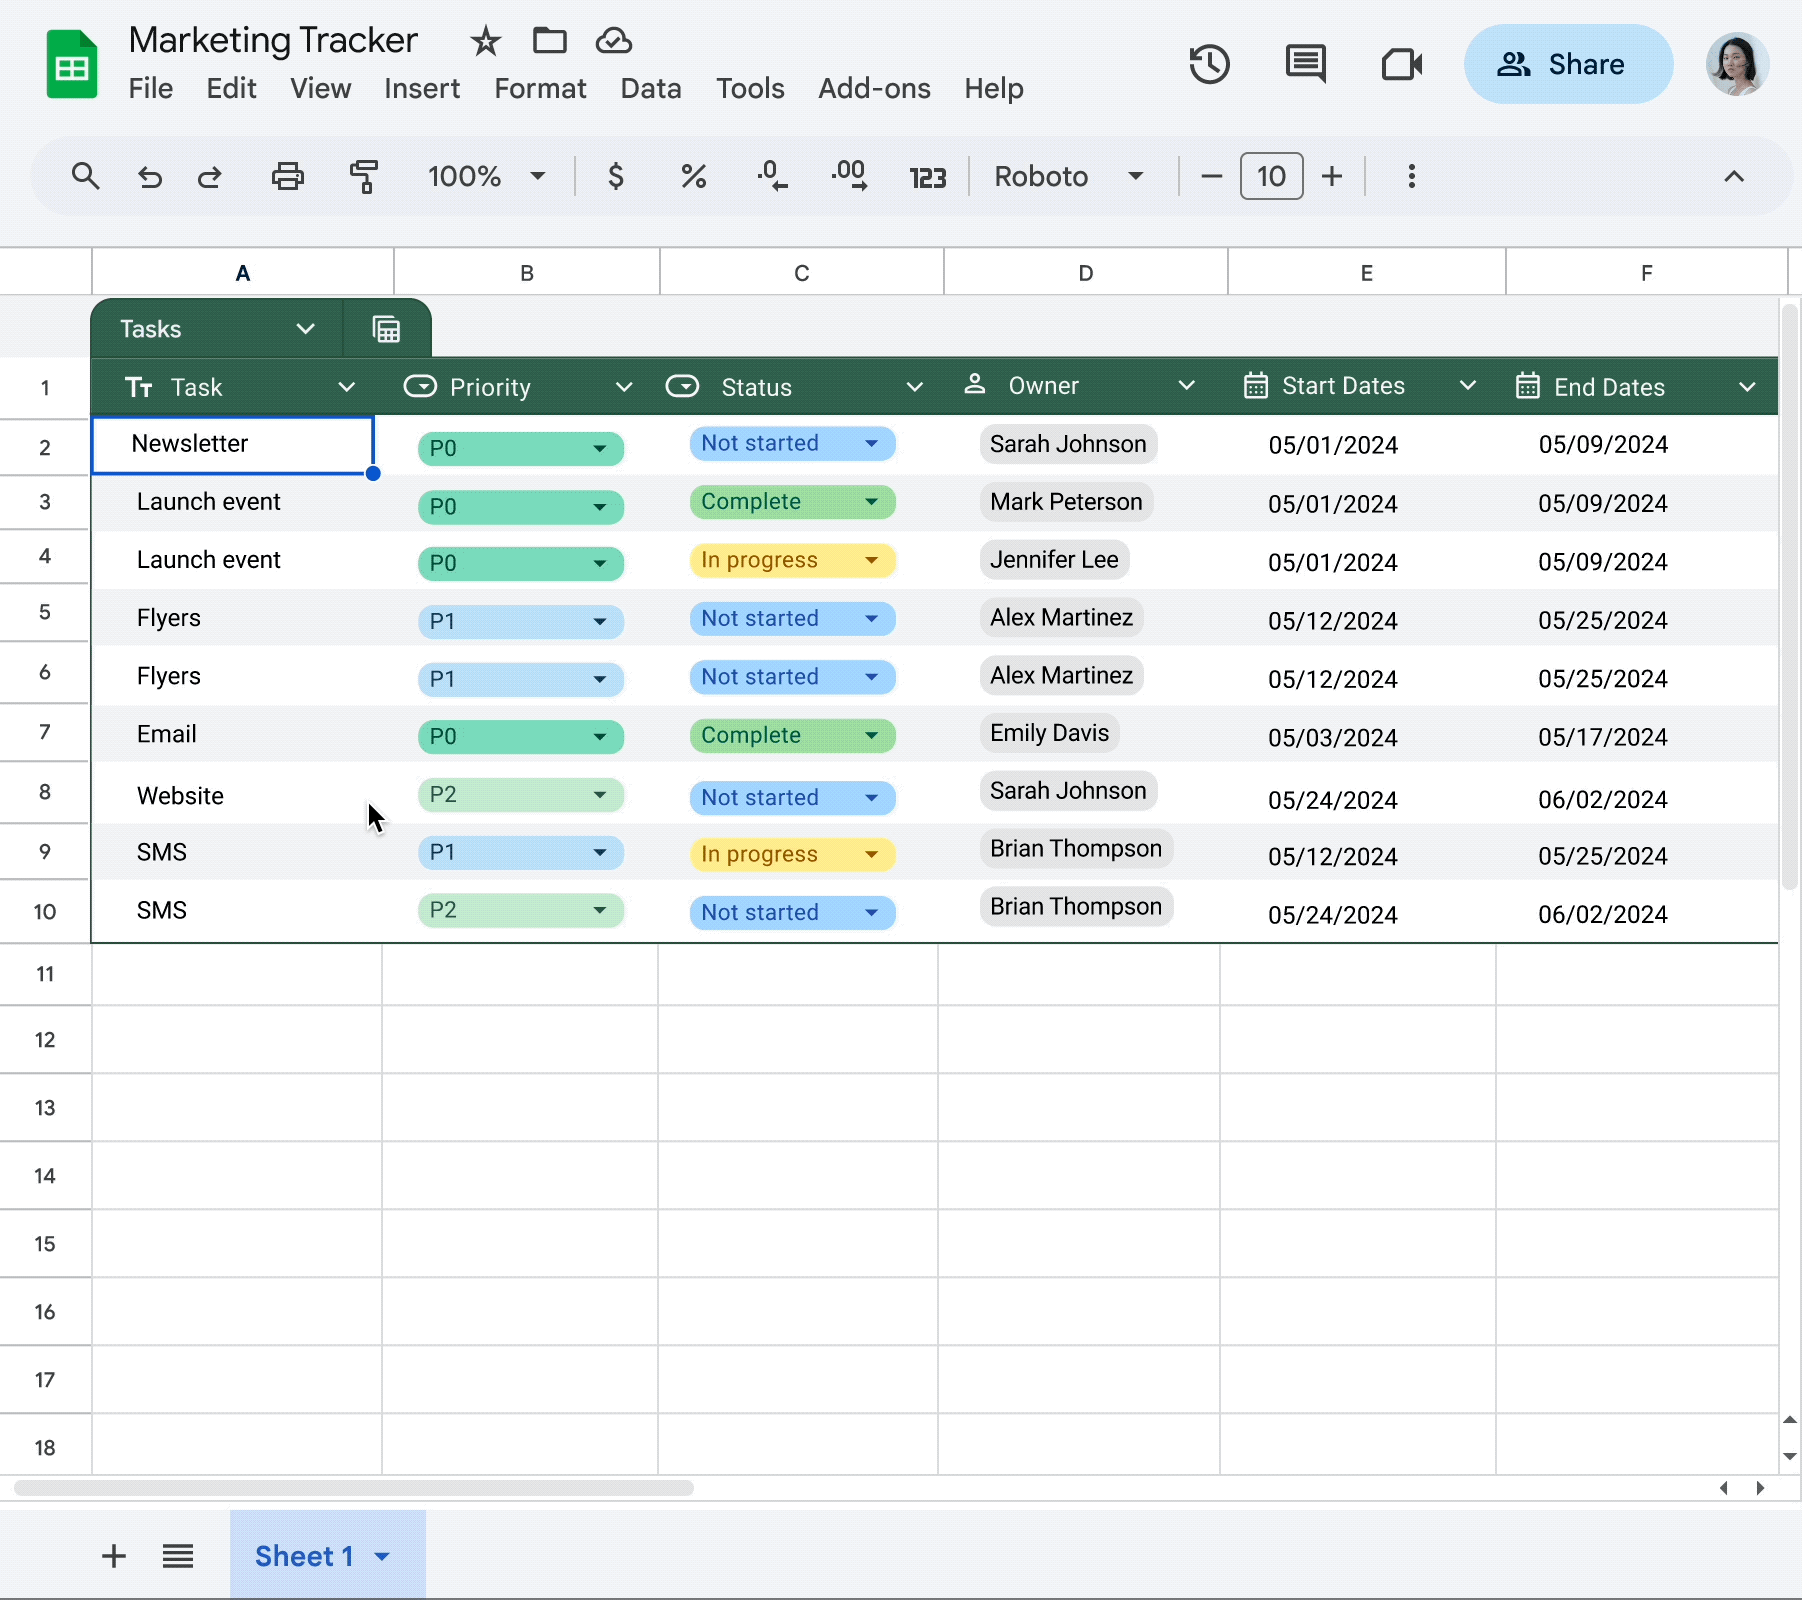 Marketing Tracker
File Edit View Insert Format Data Tools Add-ons Help
Share
100% $ % .0 .00 123 Roboto 10
A B C D E F
Tasks
1 Task Priority Status Owner Start Dates End Dates
2 Newsletter P0 Not started Sarah Johnson 05/01/2024 05/09/2024
3 Launch event P0 Complete Mark Peterson 05/01/2024 05/09/2024
4 Launch event P0 In progress Jennifer Lee 05/01/2024 05/09/2024
5 Flyers P1 Not started Alex Martinez 05/12/2024 05/25/2024
6 Flyers P1 Not started Alex Martinez 05/12/2024 05/25/2024
7 Email P0 Complete Emily Davis 05/03/2024 05/17/2024
8 Website P2 Not started Sarah Johnson 05/24/2024 06/02/2024
9 SMS P1 In progress Brian Thompson 05/12/2024 05/25/2024
10 SMS P2 Not started Brian Thompson 05/24/2024 06/02/2024
11
12
13
14
15
16
17
18
Sheet 1